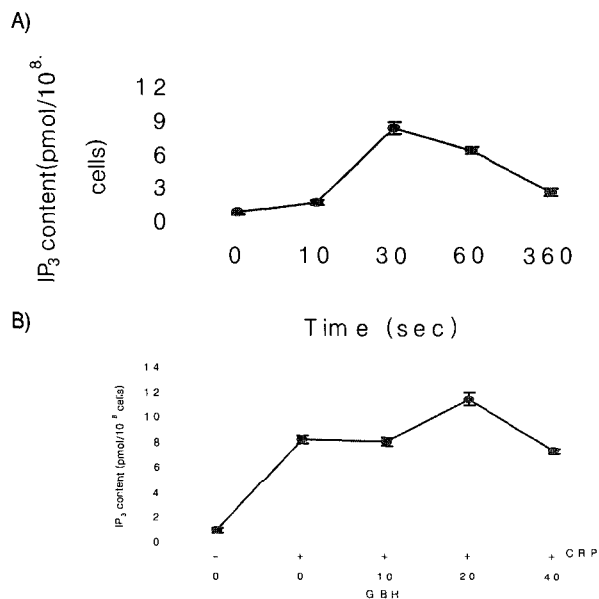 A)
IP3 content(pmol/10^8.
cells)
12
9
6
3
0
0 10 30 60 360
Time (sec)
B)
IP3 content (pmol/10^8 cells)
14
12
10
8
6
4
2
0
- + + + + CRP
0 0 10 20 40
GBR